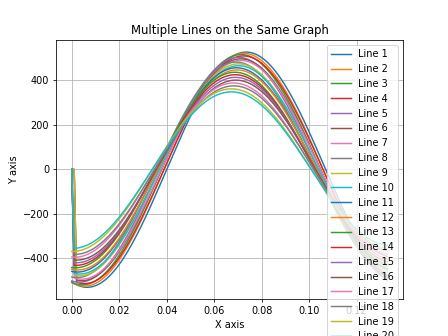 Multiple Lines on the Same Graph
Y axis
400
200
0
−200
−400
0.00
0.02
0.04
0.06
0.08
0.10
X axis
Line 1
Line 2
Line 3
Line 4
Line 5
Line 6
Line 7
Line 8
Line 9
Line 10
Line 11
Line 12
Line 13
Line 14
Line 15
Line 16
Line 17
Line 18
Line 19
Line 20